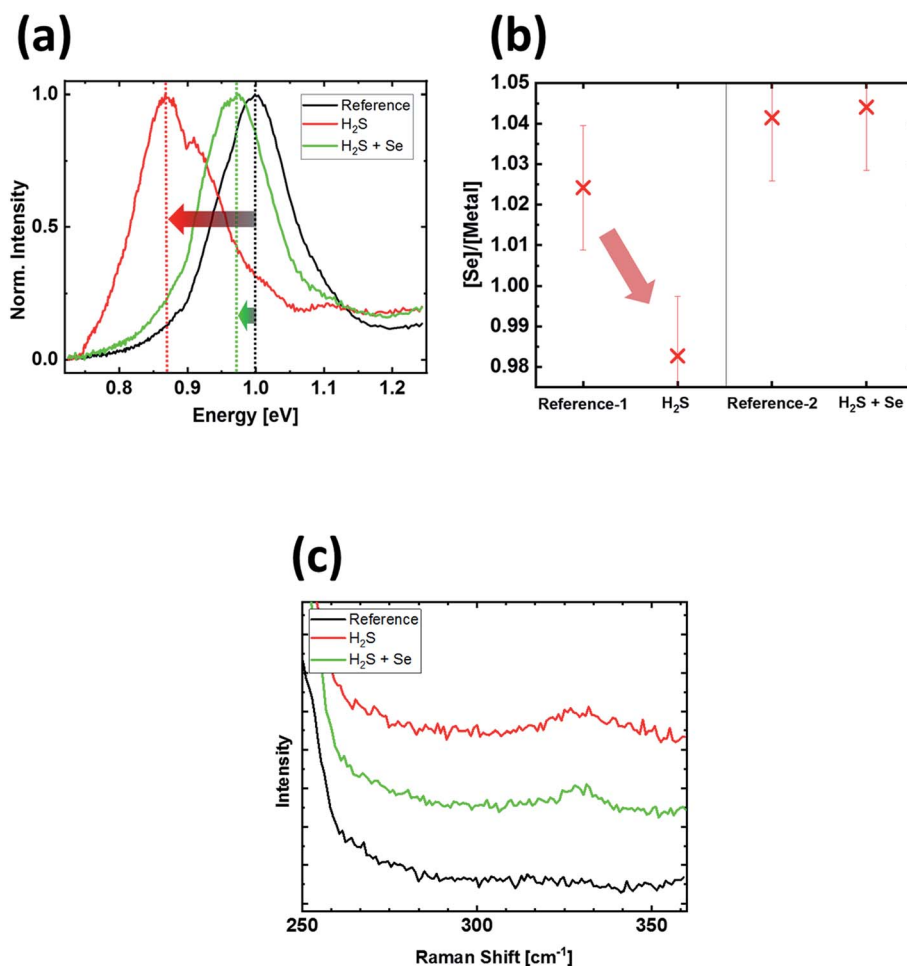 (a)
1.0
0.5
0.0
Norm. Intensity
Reference
H₂S
H₂S + Se
0.8 0.9 1.0 1.1 1.2
Energy [eV]
(b)
1.05
1.04
1.03
1.02
1.01
1.00
0.99
0.98
[Se]/[Metal]
Reference-1 H₂S Reference-2 H₂S + Se
(c)
Reference
H₂S
H₂S + Se
Intensity
250 300 350
Raman Shift [cm⁻¹]